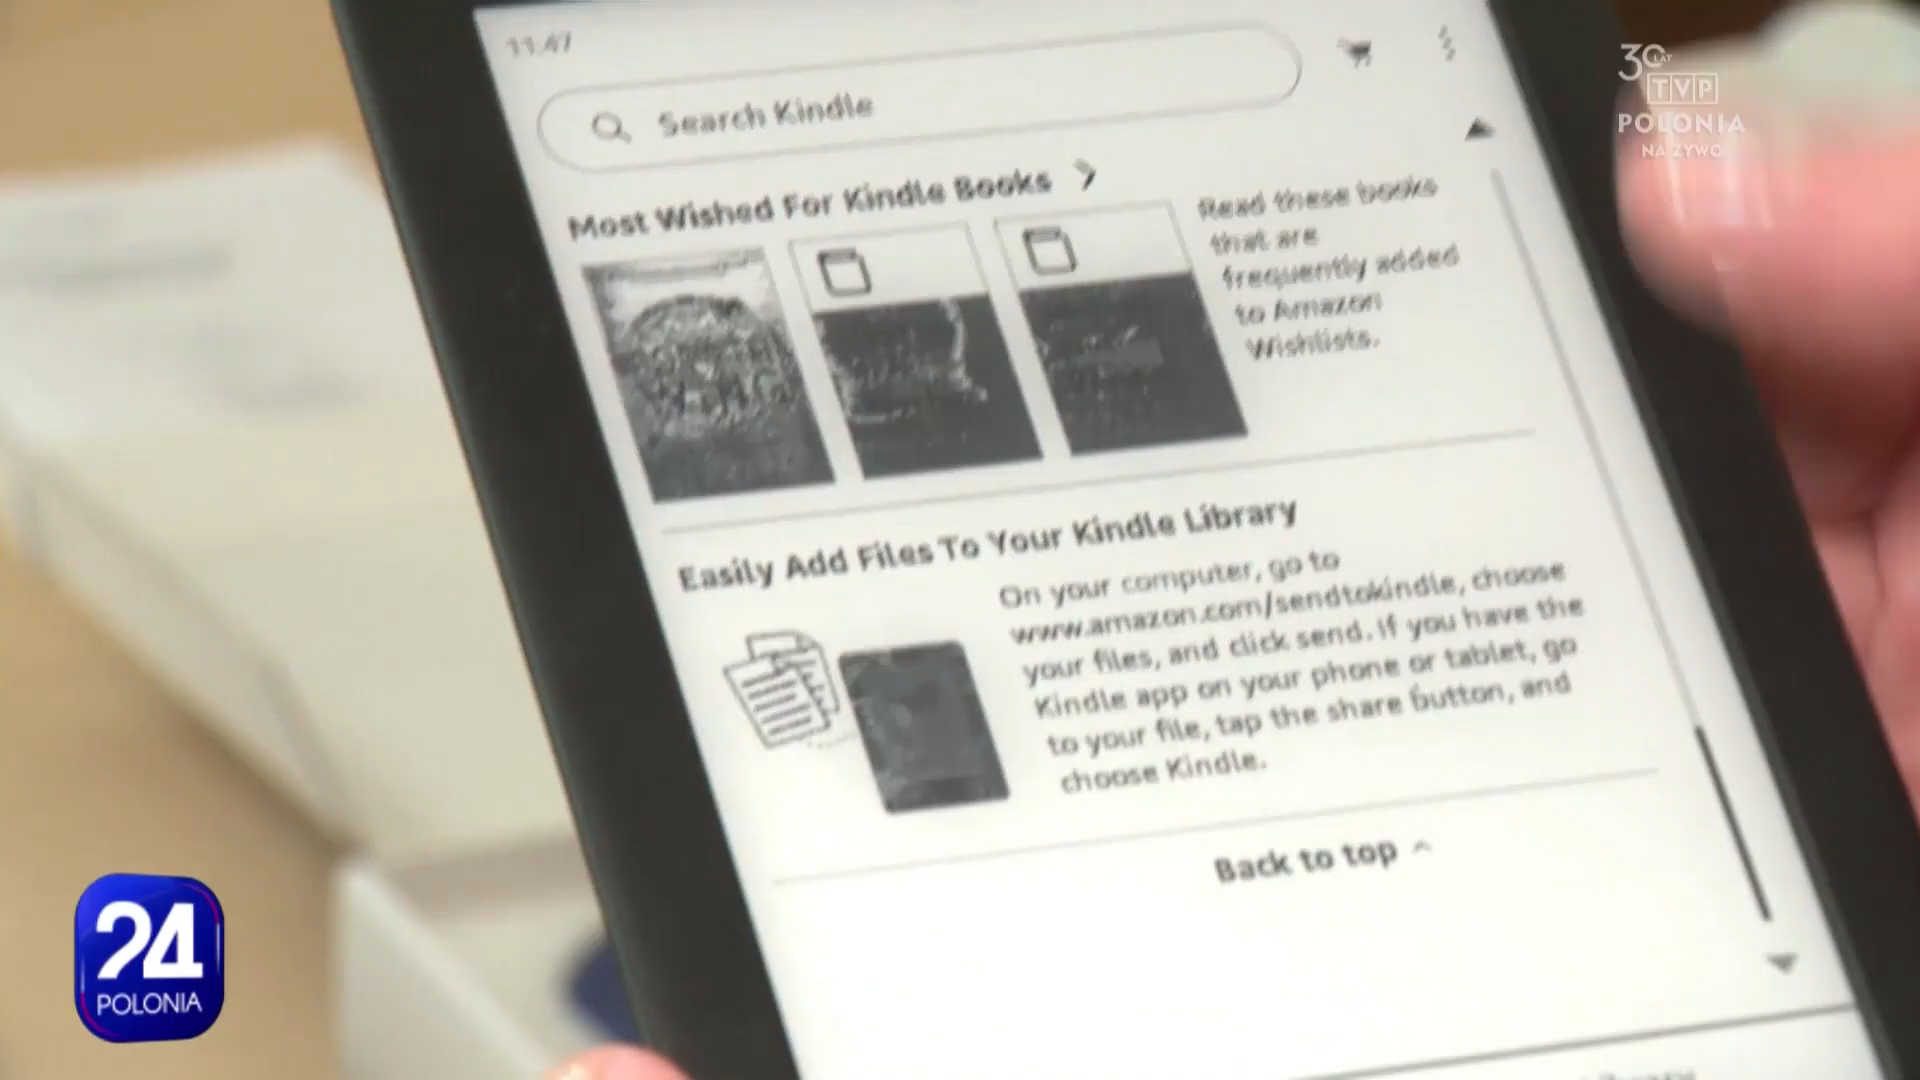 11:47
Search Kindle
Most Wished For Kindle Books
Read these books
that are
frequently added
to Amazon
Wishlists.
Easily Add Files To Your Kindle Library
On your computer, go to
www.amazon.com/sendtokindle, choose
your files, and click send. If you have the
Kindle app on your phone or tablet, go
to your file, tap the share button, and
choose Kindle.
Back to top
30 LAT
TVP
POLONIA
NA ŻYWO
24
POLONIA